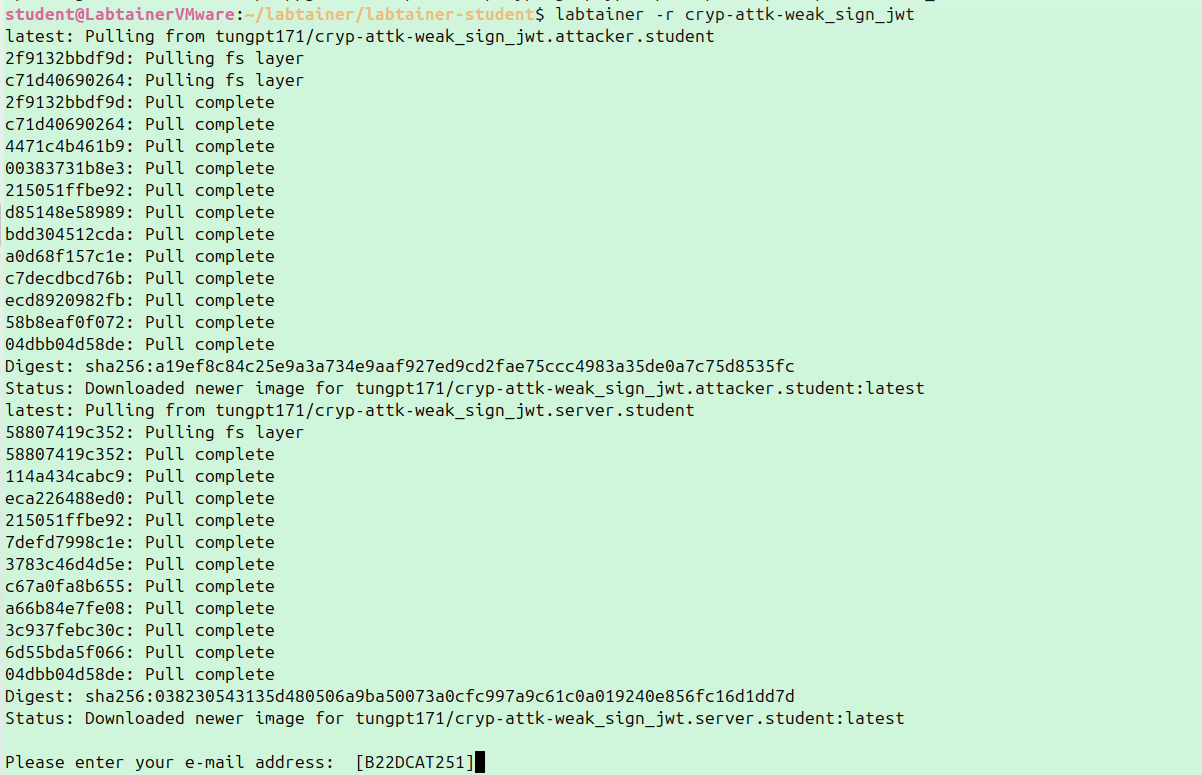 student@LabtainerVMware:~/labtainer/labtainer-student$ labtainer -r cryp-attk-weak_sign_jwt
latest: Pulling from tungpt171/cryp-attk-weak_sign_jwt.attacker.student
2f9132bbdf9d: Pulling fs layer
c71d40690264: Pulling fs layer
2f9132bbdf9d: Pull complete
c71d40690264: Pull complete
4471c4b461b9: Pull complete
00383731b8e3: Pull complete
215051ffbe92: Pull complete
d85148e58989: Pull complete
bdd304512cda: Pull complete
a0d68f157c1e: Pull complete
c7decdbcd76b: Pull complete
ecd8920982fb: Pull complete
58b8eaf0f072: Pull complete
04dbb04d58de: Pull complete
Digest: sha256:a19ef8c84c25e9a3a734e9aaf927ed9cd2fae75ccc4983a35de0a7c75d8535fc
Status: Downloaded newer image for tungpt171/cryp-attk-weak_sign_jwt.attacker.student:latest
latest: Pulling from tungpt171/cryp-attk-weak_sign_jwt.server.student
58807419c352: Pulling fs layer
58807419c352: Pull complete
114a434cabc9: Pull complete
eca226488ed0: Pull complete
215051ffbe92: Pull complete
7defd7998c1e: Pull complete
3783c46d4d5e: Pull complete
c67a0fa8b655: Pull complete
a66b84e7fe08: Pull complete
3c937febc30c: Pull complete
6d55bda5f066: Pull complete
04dbb04d58de: Pull complete
Digest: sha256:038230543135d480506a9ba50073a0cfc997a9c61c0a019240e856fc16d1dd7d
Status: Downloaded newer image for tungpt171/cryp-attk-weak_sign_jwt.server.student:latest
Please enter your e-mail address:  [B22DCAT251]